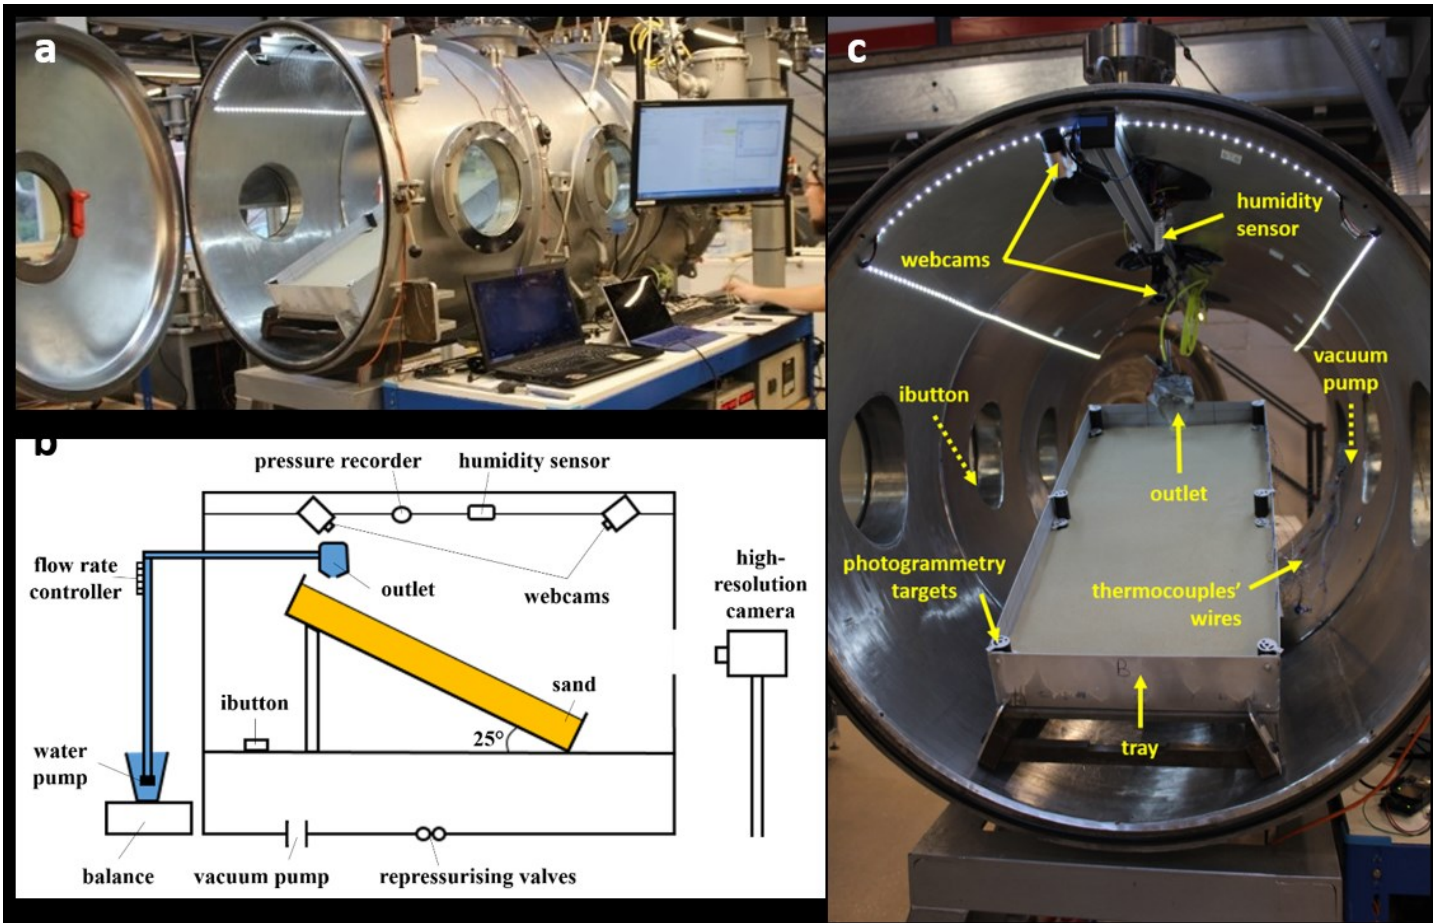 a
b
pressure recorder
humidity sensor
flow rate
controller
outlet
webcams
high-
resolution
camera
sand
ibutton
25°
water
pump
balance
vacuum pump
repressurising valves
c
humidity
sensor
webcams
vacuum
pump
ibutton
outlet
photogrammetry
targets
thermocouples'
wires
B
tray